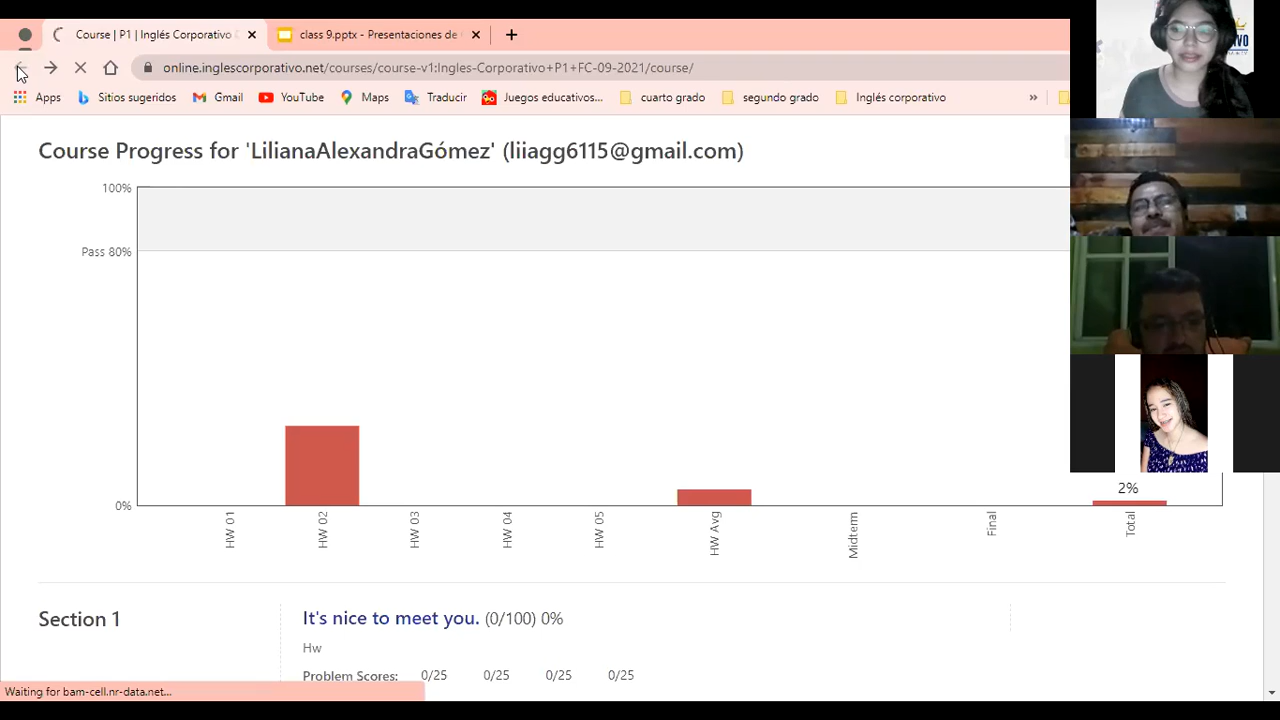 Course | P1 | Inglés Corporativo
class 9.pptx - Presentaciones de
online.inglescorporativo.net/courses/course-v1:Ingles-Corporativo+P1+FC-09-2021/course/
Apps
Sitios sugeridos
Gmail
YouTube
Maps
Traducir
Juegos educativos...
cuarto grado
segundo grado
Inglés corporativo
»
Course Progress for 'LilianaAlexandraGómez' (liiagg6115@gmail.com)
100%
Pass 80%
0%
2%
HW 01
HW 02
HW 03
HW 04
HW 05
HW Avg
Midterm
Final
Total
Section 1
It's nice to meet you. (0/100) 0%
Hw
Problem Scores: 0/25 0/25 0/25 0/25
Waiting for bam-cell.nr-data.net...